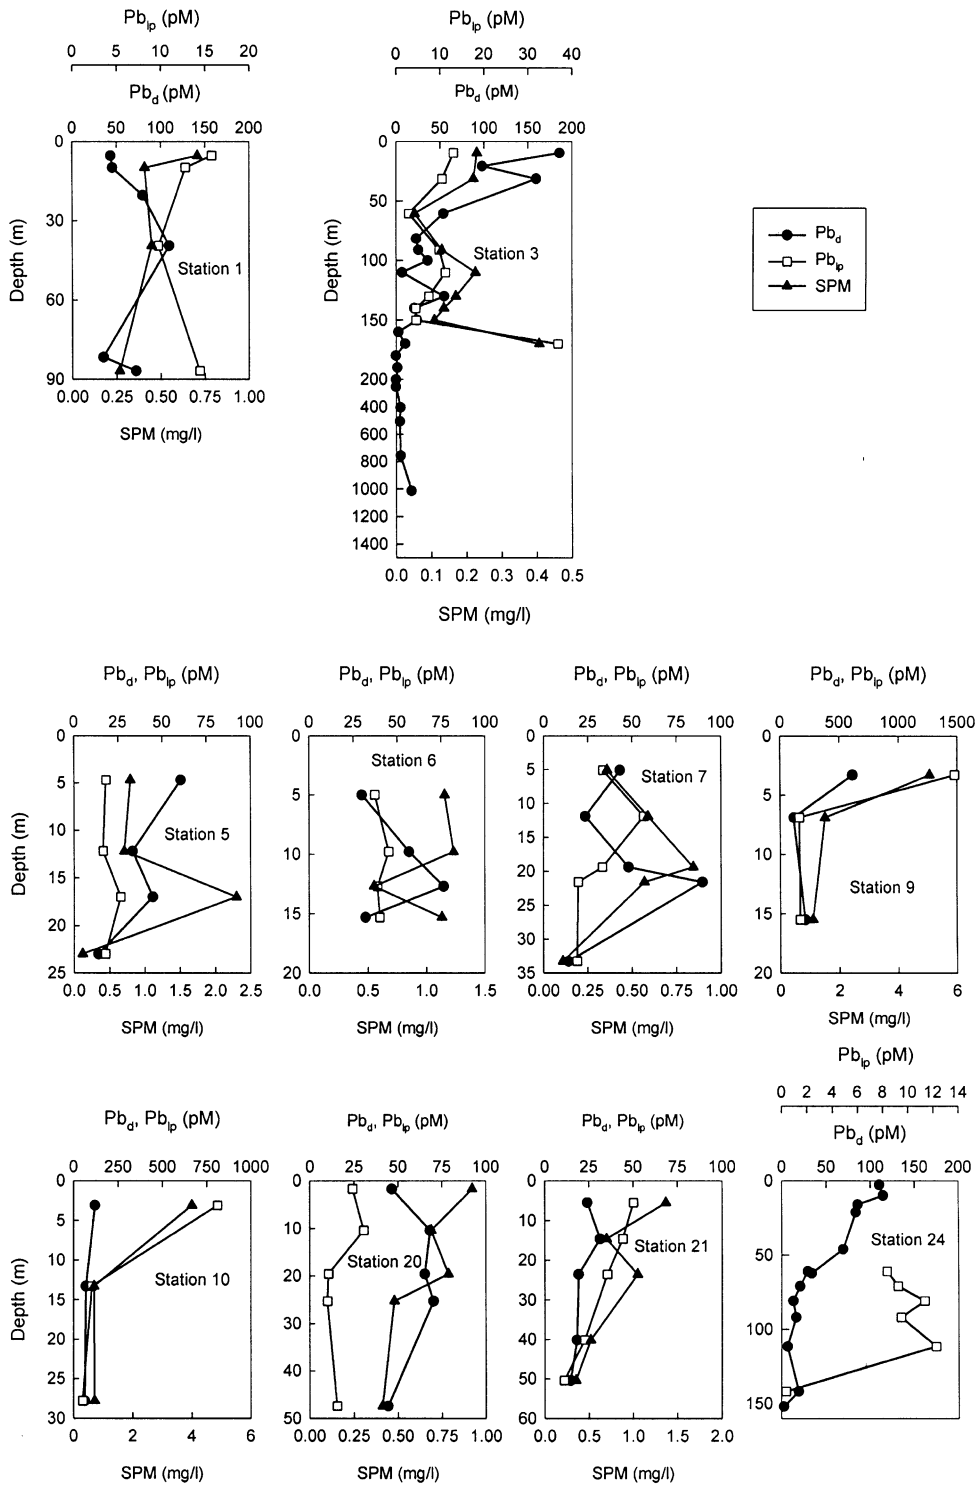 Pb_lp (pM) Pb_lp (pM)
0 5 10 15 20 0 10 20 30 40
Pb_d (pM) Pb_d (pM)
0 50 100 150 200 0 50 100 150 200
0
30
60
90
Depth (m)
Station 1
0.00 0.25 0.50 0.75 1.00
SPM (mg/l)
0
50
100
150
200
400
600
800
1000
1200
1400
Depth (m)
Station 3
0.0 0.1 0.2 0.3 0.4 0.5
SPM (mg/l)
Pb_d
Pb_lp
SPM
Pb_d, Pb_lp (pM)
0 25 50 75 100
0
5
10
15
20
25
Depth (m)
Station 5
0.0 0.5 1.0 1.5 2.0 2.5
SPM (mg/l)
Pb_d, Pb_lp (pM)
0 25 50 75 100
0
5
10
15
20
Station 6
0.0 0.5 1.0 1.5
SPM (mg/l)
Pb_d, Pb_lp (pM)
0 25 50 75 100
0
5
10
15
20
25
30
35
Station 7
0.00 0.25 0.50 0.75 1.00
SPM (mg/l)
Pb_d, Pb_lp (pM)
0 500 1000 1500
0
5
10
15
20
Station 9
0 2 4 6
SPM (mg/l)
Pb_d, Pb_lp (pM)
0 250 500 750 1000
0
5
10
15
20
25
30
Depth (m)
Station 10
0 2 4 6
SPM (mg/l)
Pb_d, Pb_lp (pM)
0 25 50 75 100
0
10
20
30
40
50
Station 20
0.00 0.25 0.50 0.75 1.00
SPM (mg/l)
Pb_d, Pb_lp (pM)
0 25 50 75 100
0
10
20
30
40
50
60
Station 21
0.0 0.5 1.0 1.5 2.0
SPM (mg/l)
Pb_lp (pM)
0 2 4 6 8 10 12 14
Pb_d (pM)
0 50 100 150 200
0
50
100
150
Station 24